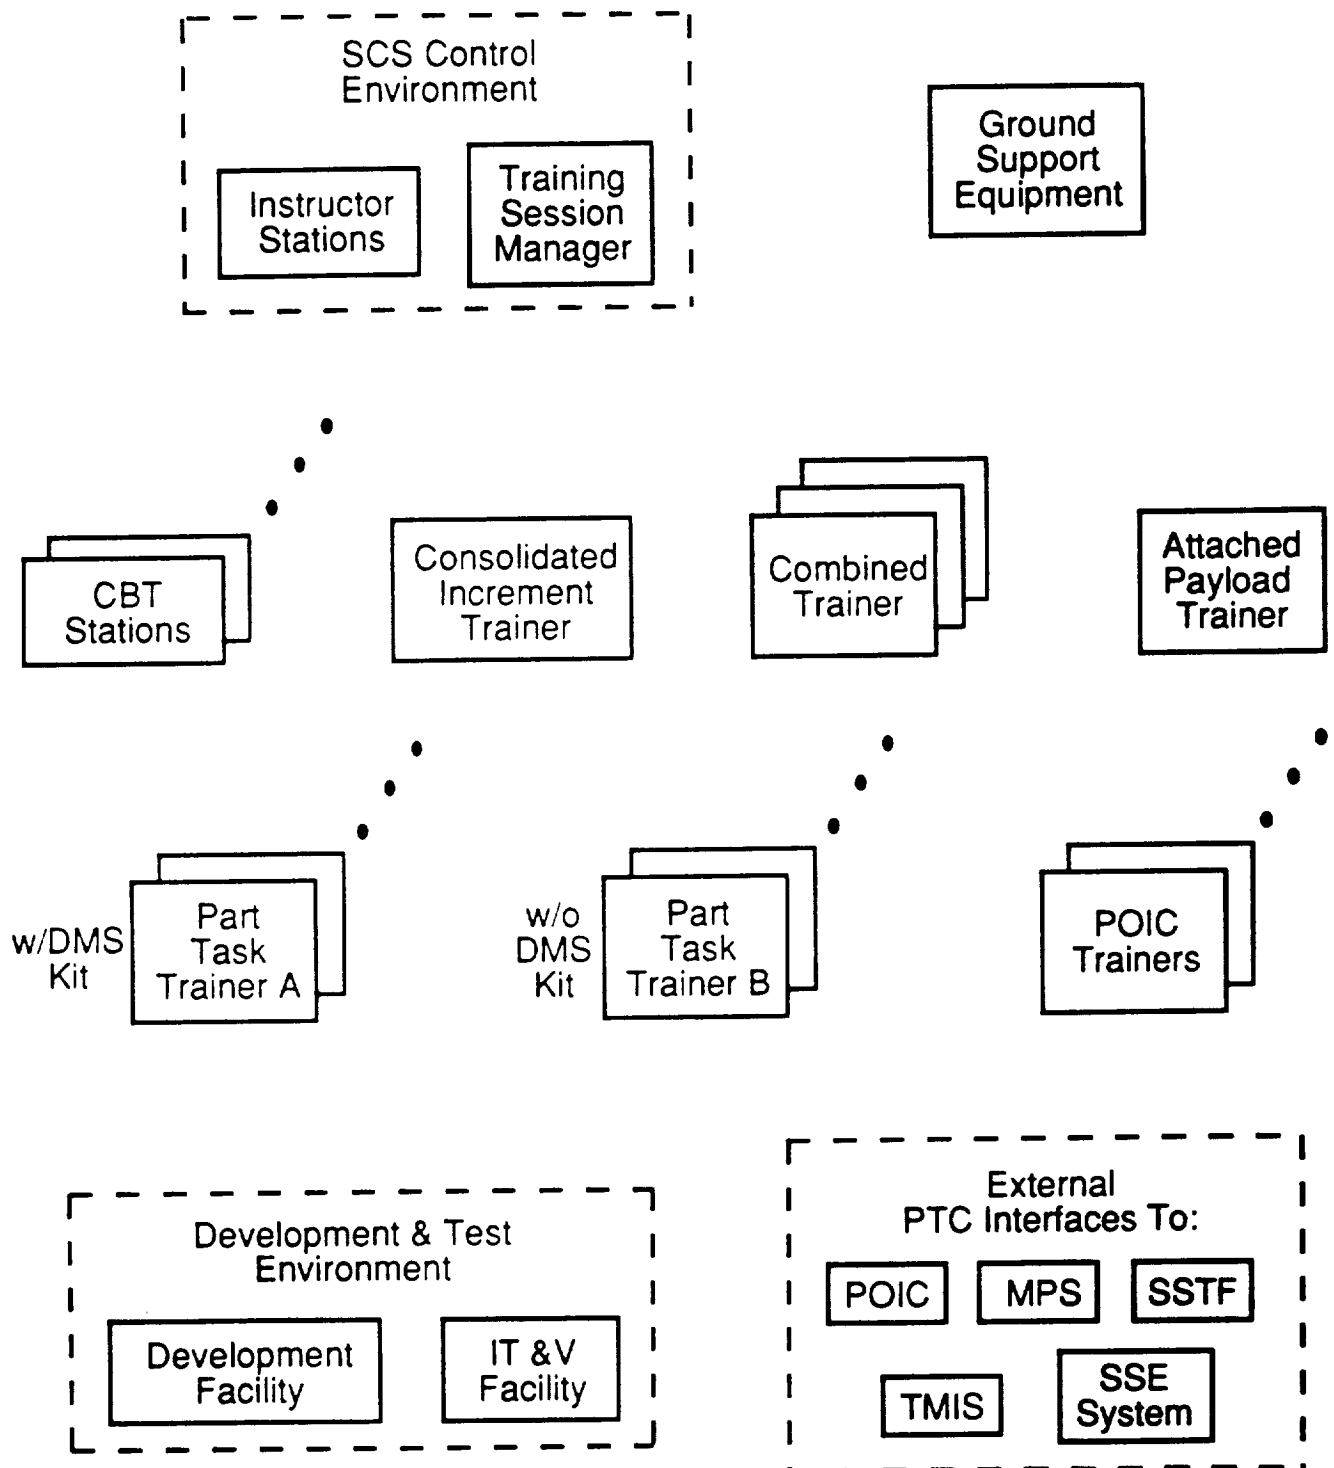 SCS Control
Environment
Instructor
Stations
Training
Session
Manager
Ground
Support
Equipment
CBT
Stations
Consolidated
Increment
Trainer
Combined
Trainer
Attached
Payload
Trainer
w/DMS
Kit
Part
Task
Trainer A
w/o
DMS
Kit
Part
Task
Trainer B
POIC
Trainers
Development & Test
Environment
Development
Facility
IT &V
Facility
External
PTC Interfaces To:
POIC
MPS
SSTF
TMIS
SSE
System